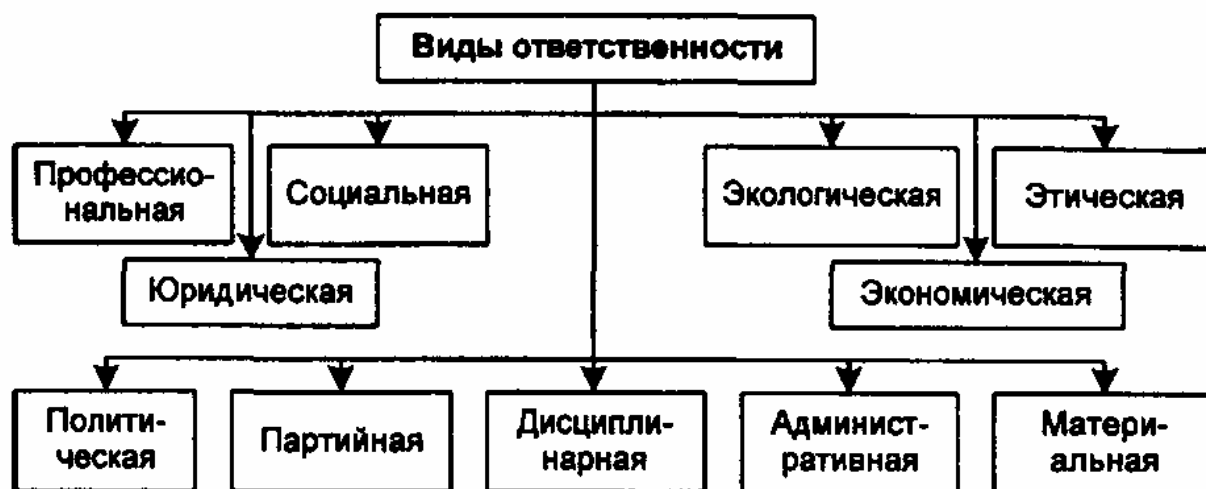 Виды ответственности
Профессио-
нальная
Социальная
Экологическая
Этическая
Юридическая
Экономическая
Полити-
ческая
Партийная
Дисципли-
нарная
Админист-
ративная
Матери-
альная